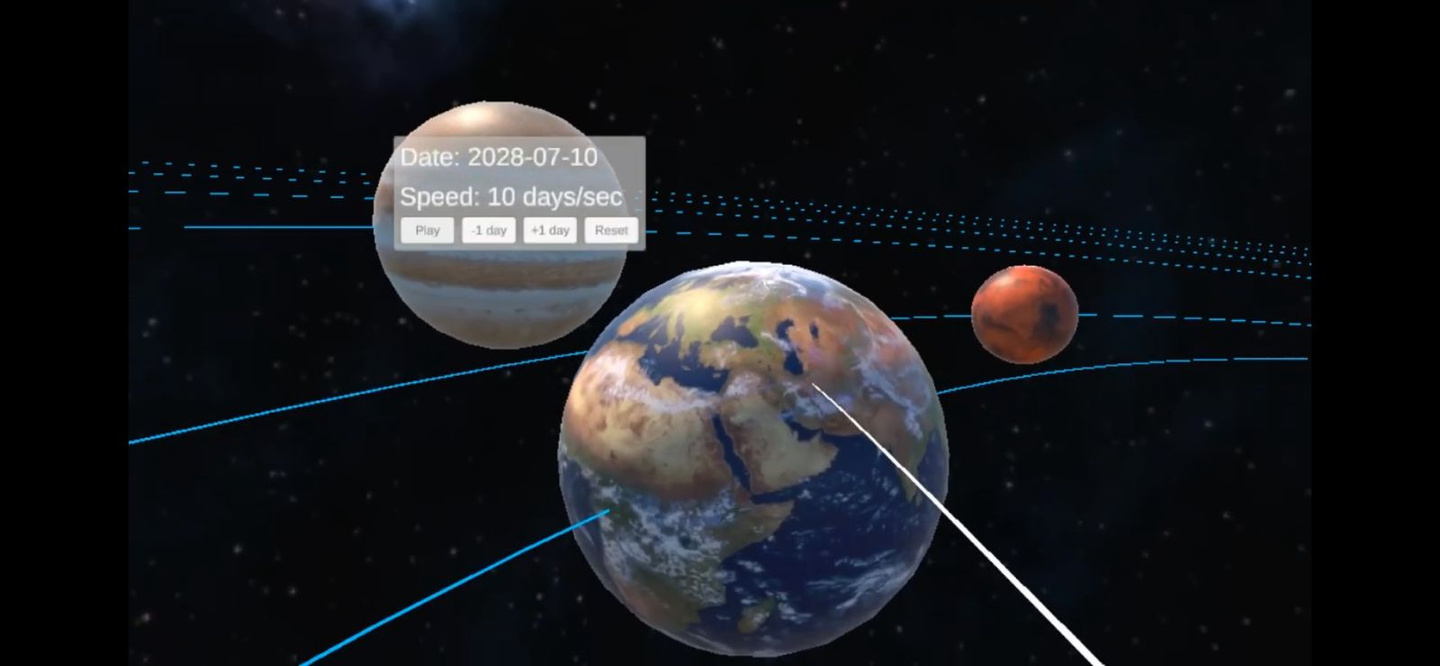 Date: 2028-07-10
Speed: 10 days/sec
Play -1 day +1 day Reset